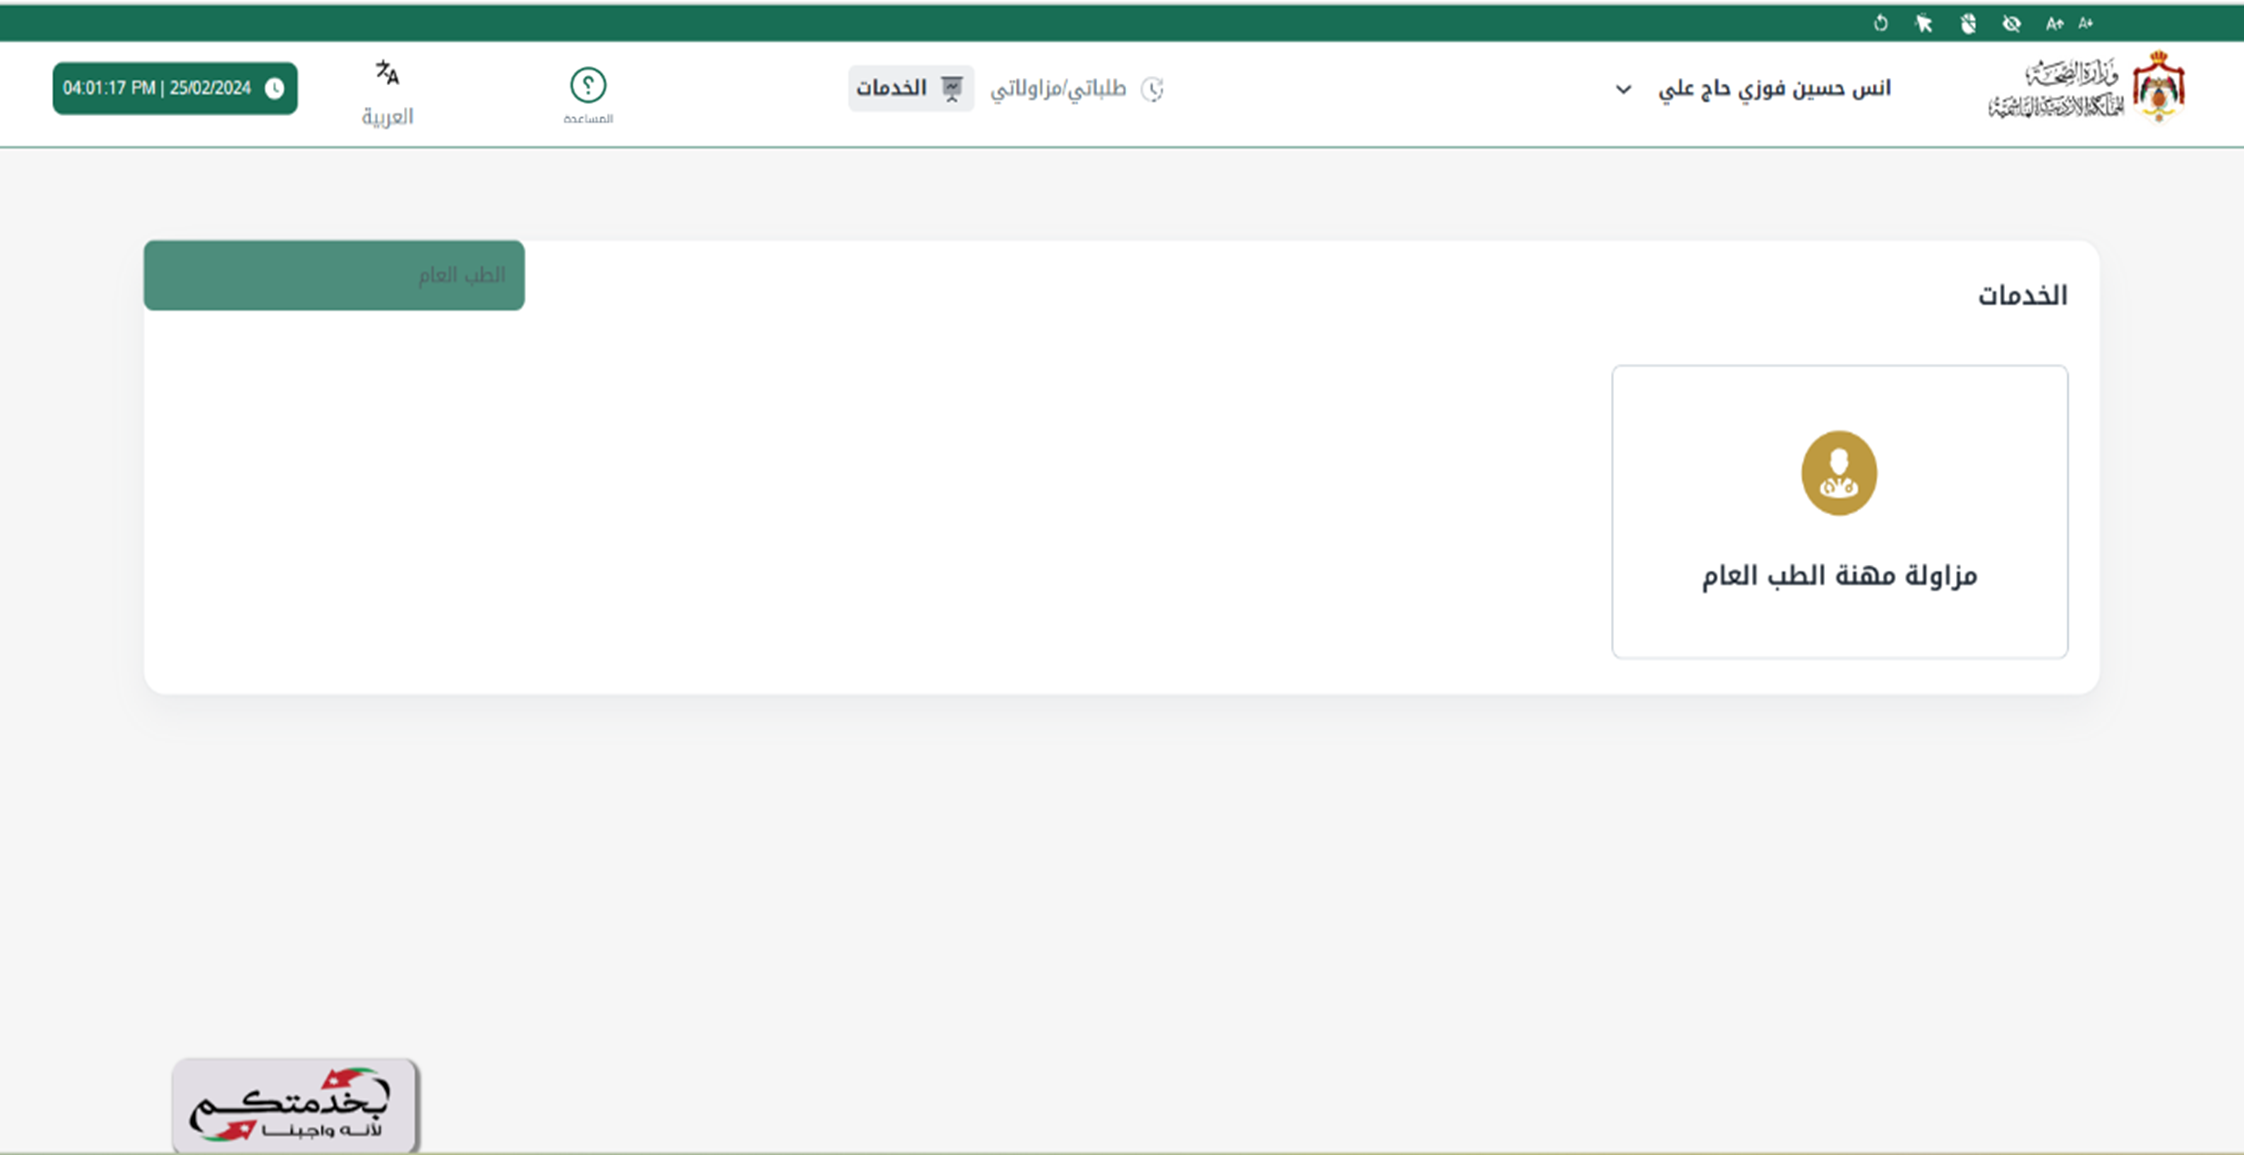 وزارة الصحة
المملكة الأردنية الهاشمية
انس حسين فوزي حاج علي
طلباتي/مزاولاتي
الخدمات
المساعدة
العربية
04:01:17 PM | 25/02/2024
الخدمات
الطب العام
مزاولة مهنة الطب العام
بخدمتكم
لأنه واجبنا